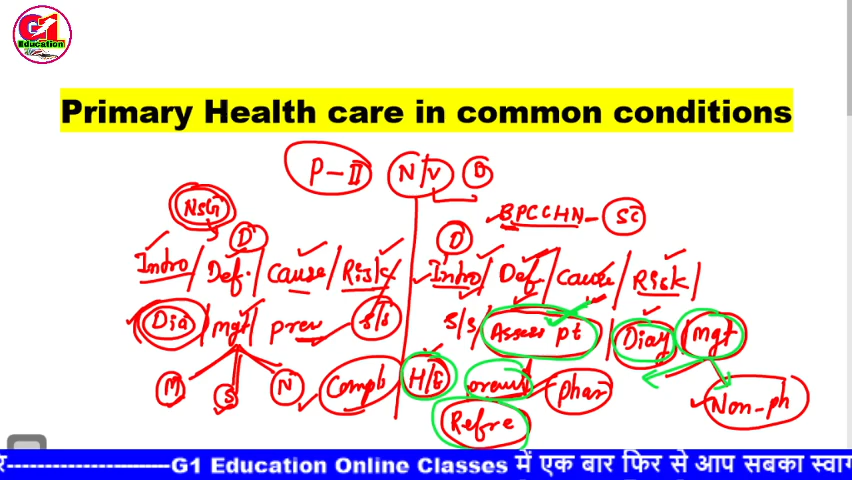 G1
Education
Primary Health care in common conditions
P-II N/V D
NsG BPCCHN - SC
D D
Intro / Def. / Cause / Risk / Intro / Def / Cause / Risk /
Dia / mgt / prev S/S S/S / Assess pt / Diag / Mgt
M S N Compli H/E Phar Non-ph
Refre
रे-----------------------------G1 Education Online Classes में एक बार फिर से आप सबका स्वाग